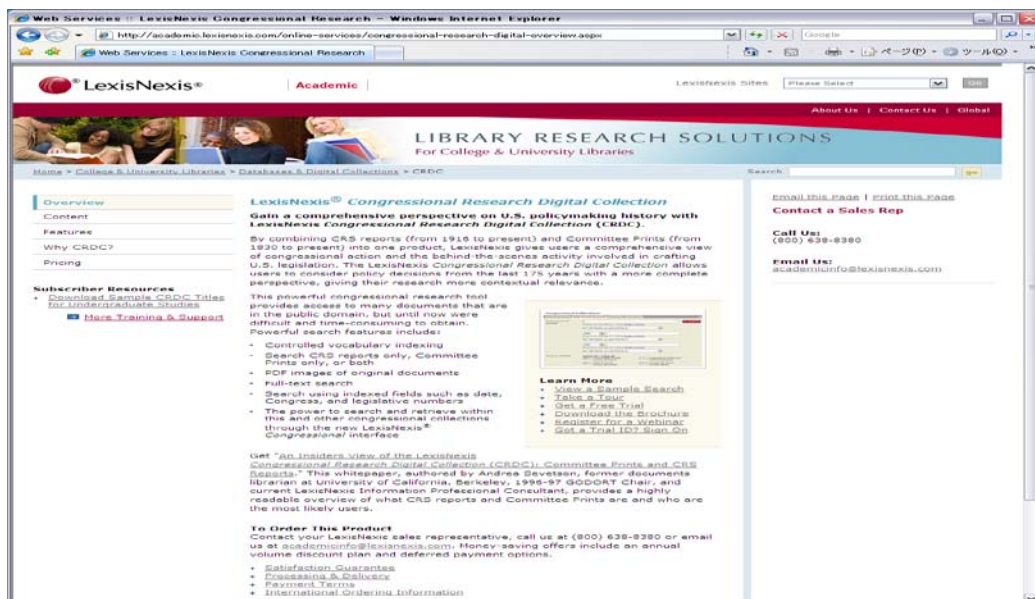 Web Services :: LexisNexis Congressional Research - Windows Internet Explorer
http://academic.lexisnexis.com/online-services/congressional-research-digital-overview.aspx
Google
Web Services :: LexisNexis Congressional Research
ページ(P)
ツール(O)
LexisNexis®
Academic
LexisNexis Sites
Please Select
GO
About Us | Contact Us | Global
LIBRARY RESEARCH SOLUTIONS
For College & University Libraries
Home > College & University Libraries > Databases & Digital Collections > CRDC
Search
go
Overview
Content
Features
Why CRDC?
Pricing
Subscriber Resources
Download Sample CRDC Titles
for Undergraduate Studies
More Training & Support
LexisNexis® Congressional Research Digital Collection
Gain a comprehensive perspective on U.S. policymaking history with
LexisNexis Congressional Research Digital Collection (CRDC).
By combining CRS reports (from 1916 to present) and Committee Prints (from
1830 to present) into one product, LexisNexis gives users a comprehensive view
of congressional action and the behind-the-scenes activity involved in crafting
U.S. legislation. The LexisNexis Congressional Research Digital Collection allows
users to consider policy decisions from the last 175 years with a more complete
perspective, giving their research more contextual relevance.
This powerful congressional research tool
provides access to many documents that are
in the public domain, but until now were
difficult and time-consuming to obtain.
Powerful search features include:
- Controlled vocabulary indexing
- Search CRS reports only, Committee
Prints only, or both
- PDF images of original documents
- Full-text search
- Search using indexed fields such as date,
Congress, and legislative numbers
- The power to search and retrieve within
this and other congressional collections
through the new LexisNexis®
Congressional interface
Learn More
View a Sample Search
Take a Tour
Get a Free Trial
Download the Brochure
Register for a Webinar
Got a Trial ID? Sign On
Get "An Insiders View of the LexisNexis
Congressional Research Digital Collection (CRDC): Committee Prints and CRS
Reports." This whitepaper, authored by Andrea Sevetson, former documents
librarian at University of California, Berkeley, 1996-97 GODORT Chair, and
current LexisNexis Information Professional Consultant, provides a highly
readable overview of what CRS reports and Committee Prints are and who are
the most likely users.
To Order This Product
Contact your LexisNexis sales representative, call us at (800) 638-8380 or email
us at academicinfo@lexisnexis.com. Money-saving offers include an annual
volume discount plan and deferred payment options.
Satisfaction Guarantee
Processing & Delivery
Payment Terms
International Ordering Information
Email this Page | Print this Page
Contact a Sales Rep
Call Us:
(800) 638-8380
Email Us:
academicinfo@lexisnexis.com